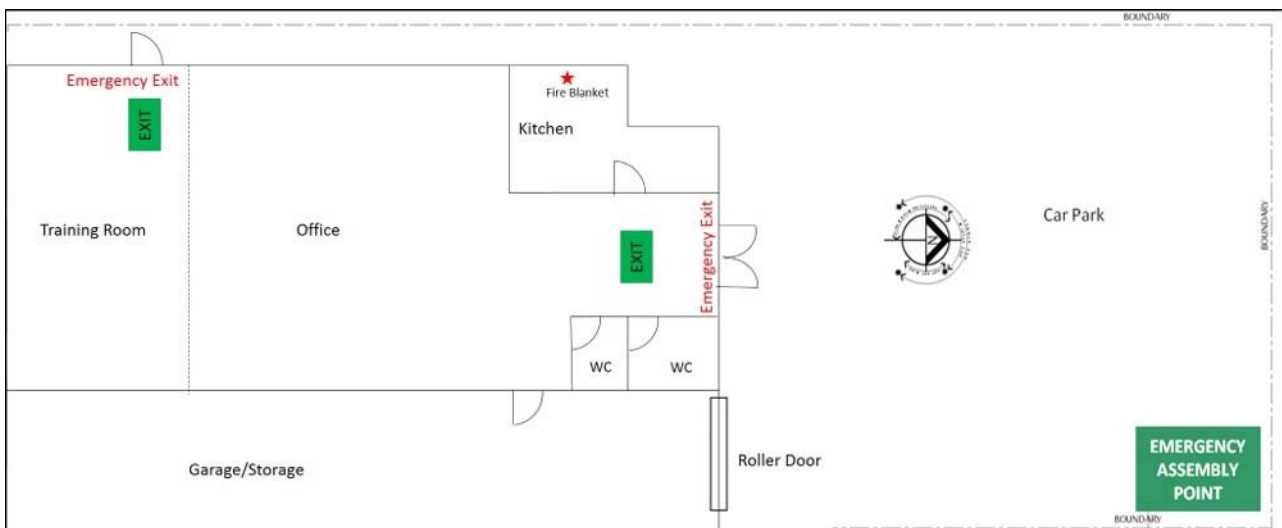 BOUNDARY
Emergency Exit
EXIT
Fire Blanket
Kitchen
Training Room
Office
EXIT
Emergency Exit
N
Car Park
BOUNDARY
WC
WC
Garage/Storage
Roller Door
EMERGENCY
ASSEMBLY
POINT
BOUNDARY